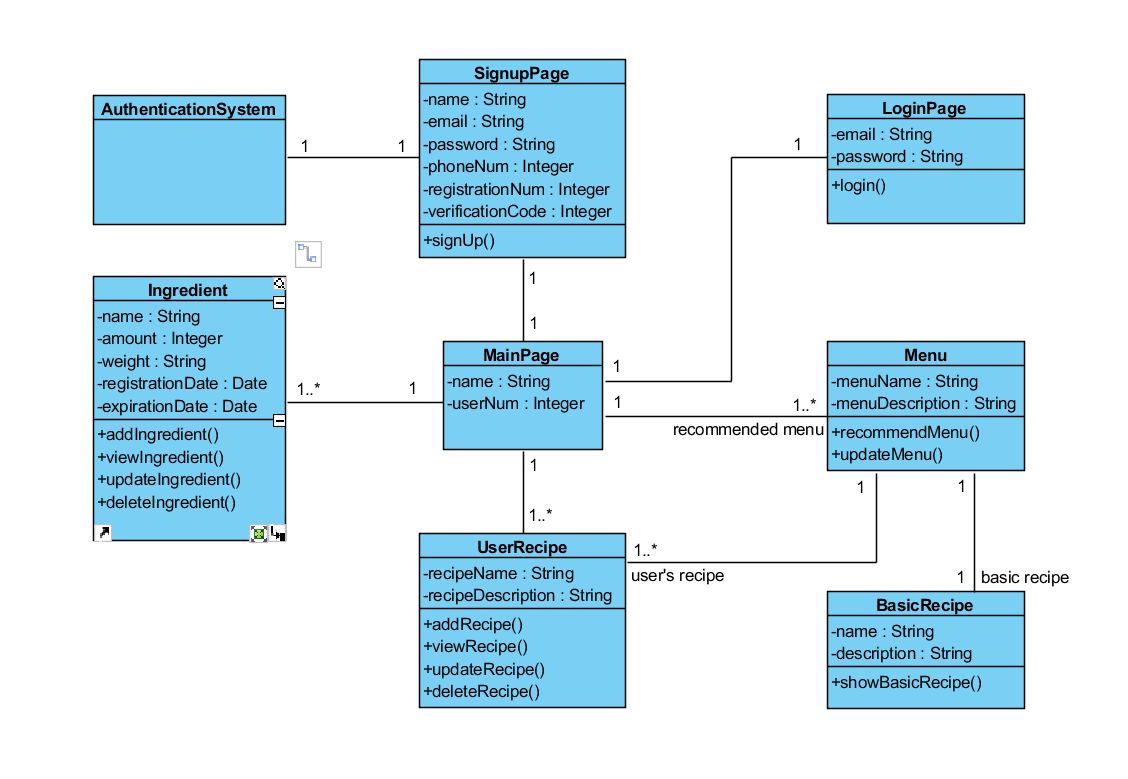 SignupPage
-name : String
-email : String
-password : String
-phoneNum : Integer
-registrationNum : Integer
-verificationCode : Integer
+signUp()
AuthenticationSystem
1
1
LoginPage
-email : String
-password : String
+login()
1
1
1
Ingredient
-name : String
-amount : Integer
-weight : String
-registrationDate : Date
-expirationDate : Date
+addIngredient()
+viewIngredient()
+updateIngredient()
+deleteIngredient()
1..*
1
MainPage
-name : String
-userNum : Integer
1
1
1..*
recommended menu
Menu
-menuName : String
-menuDescription : String
+recommendMenu()
+updateMenu()
1
1..*
1
1
UserRecipe
-recipeName : String
-recipeDescription : String
+addRecipe()
+viewRecipe()
+updateRecipe()
+deleteRecipe()
1..*
user's recipe
1
basic recipe
BasicRecipe
-name : String
-description : String
+showBasicRecipe()